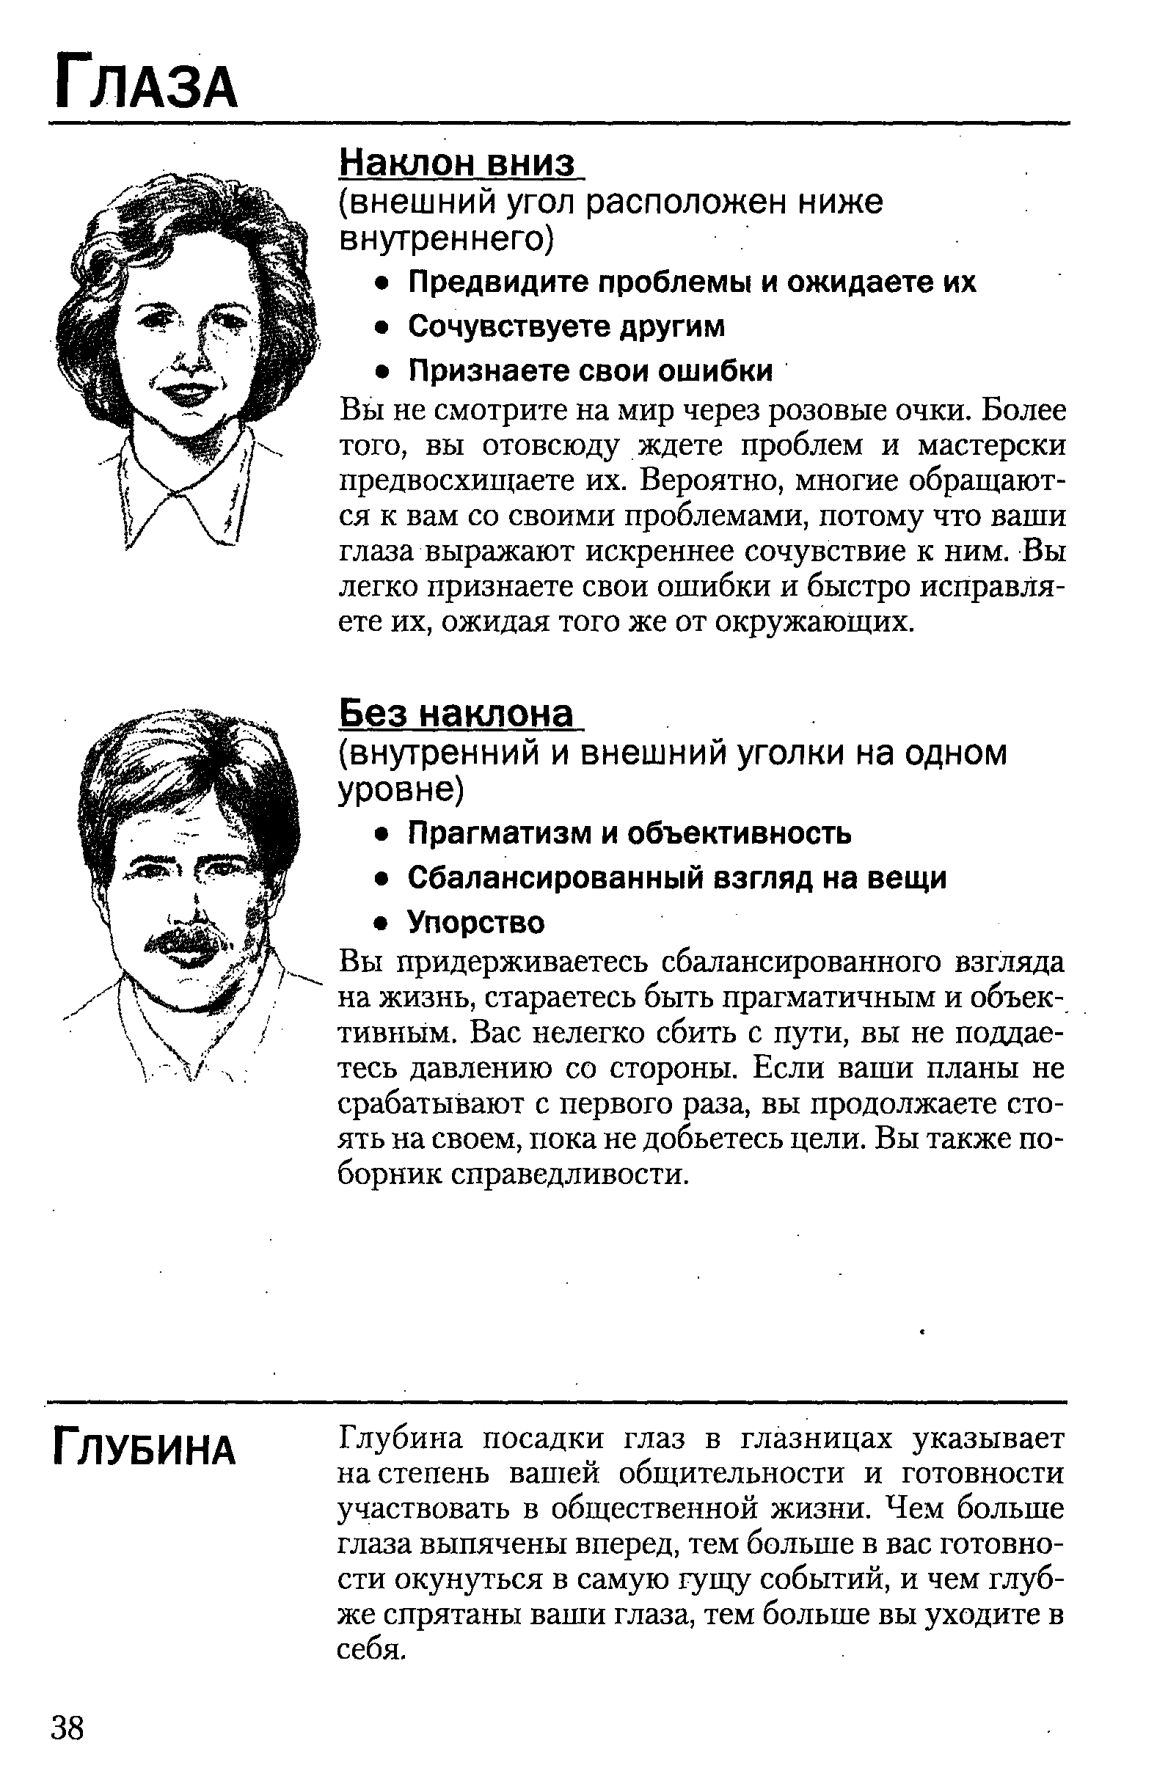 Глаза
Наклон вниз
(внешний угол расположен ниже
внутреннего)
• Предвидите проблемы и ожидаете их
• Сочувствуете другим
• Признаете свои ошибки
Вы не смотрите на мир через розовые очки. Более
того, вы отовсюду ждете проблем и мастерски
предвосхищаете их. Вероятно, многие обращают-
ся к вам со своими проблемами, потому что ваши
глаза выражают искреннее сочувствие к ним. Вы
легко признаете свои ошибки и быстро исправля-
ете их, ожидая того же от окружающих.
Без наклона
(внутренний и внешний уголки на одном
уровне)
• Прагматизм и объективность
• Сбалансированный взгляд на вещи
• Упорство
Вы придерживаетесь сбалансированного взгляда
на жизнь, стараетесь быть прагматичным и объек-
тивным. Вас нелегко сбить с пути, вы не поддае-
тесь давлению со стороны. Если ваши планы не
срабатывают с первого раза, вы продолжаете сто-
ять на своем, пока не добьетесь цели. Вы также по-
борник справедливости.
Глубина
Глубина посадки глаз в глазницах указывает
на степень вашей общительности и готовности
участвовать в общественной жизни. Чем больше
глаза выпячены вперед, тем больше в вас готовно-
сти окунуться в самую гущу событий, и чем глуб-
же спрятаны ваши глаза, тем больше вы уходите в
себя.
38